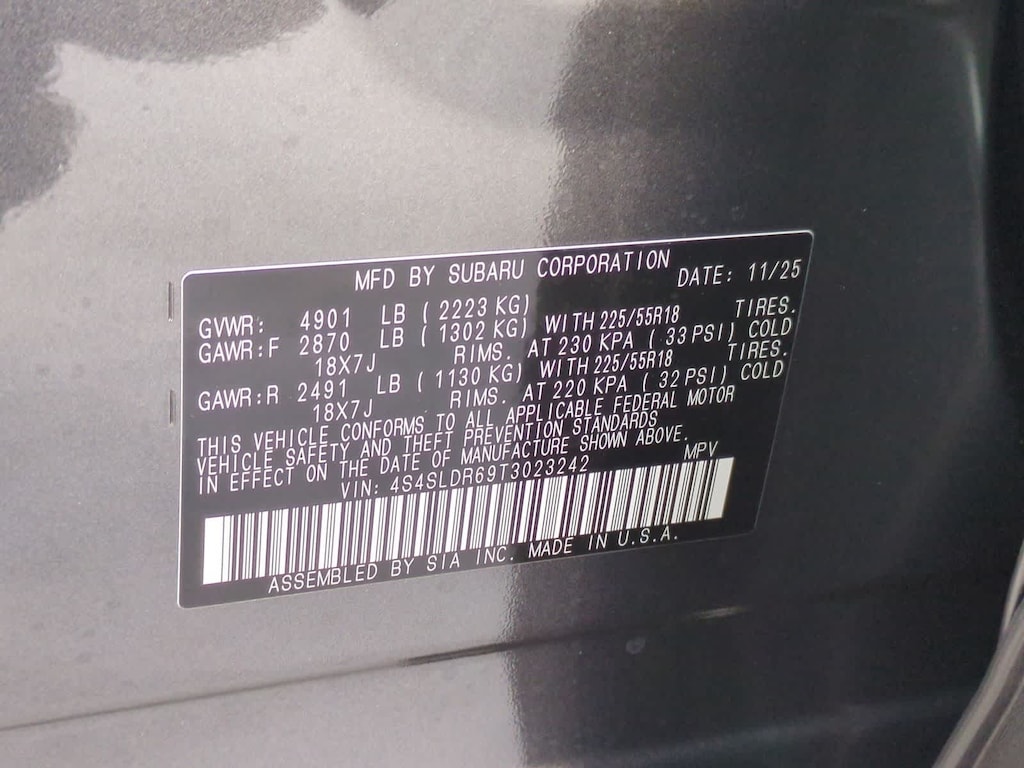 MFD BY SUBARU CORPORATION DATE: 11/25
GVWR: 4901 LB ( 2223 KG)
GAWR:F 2870 LB ( 1302 KG) WITH 225/55R18 TIRES.
18X7J RIMS. AT 230 KPA ( 33 PSI) COLD
GAWR:R 2491 LB ( 1130 KG) WITH 225/55R18 TIRES.
18X7J RIMS. AT 220 KPA ( 32 PSI) COLD
THIS VEHICLE CONFORMS TO ALL APPLICABLE FEDERAL MOTOR
VEHICLE SAFETY AND THEFT PREVENTION STANDARDS
IN EFFECT ON THE DATE OF MANUFACTURE SHOWN ABOVE.
VIN: 4S4SLDR69T3023242 MPV
ASSEMBLED BY SIA INC. MADE IN U.S.A.